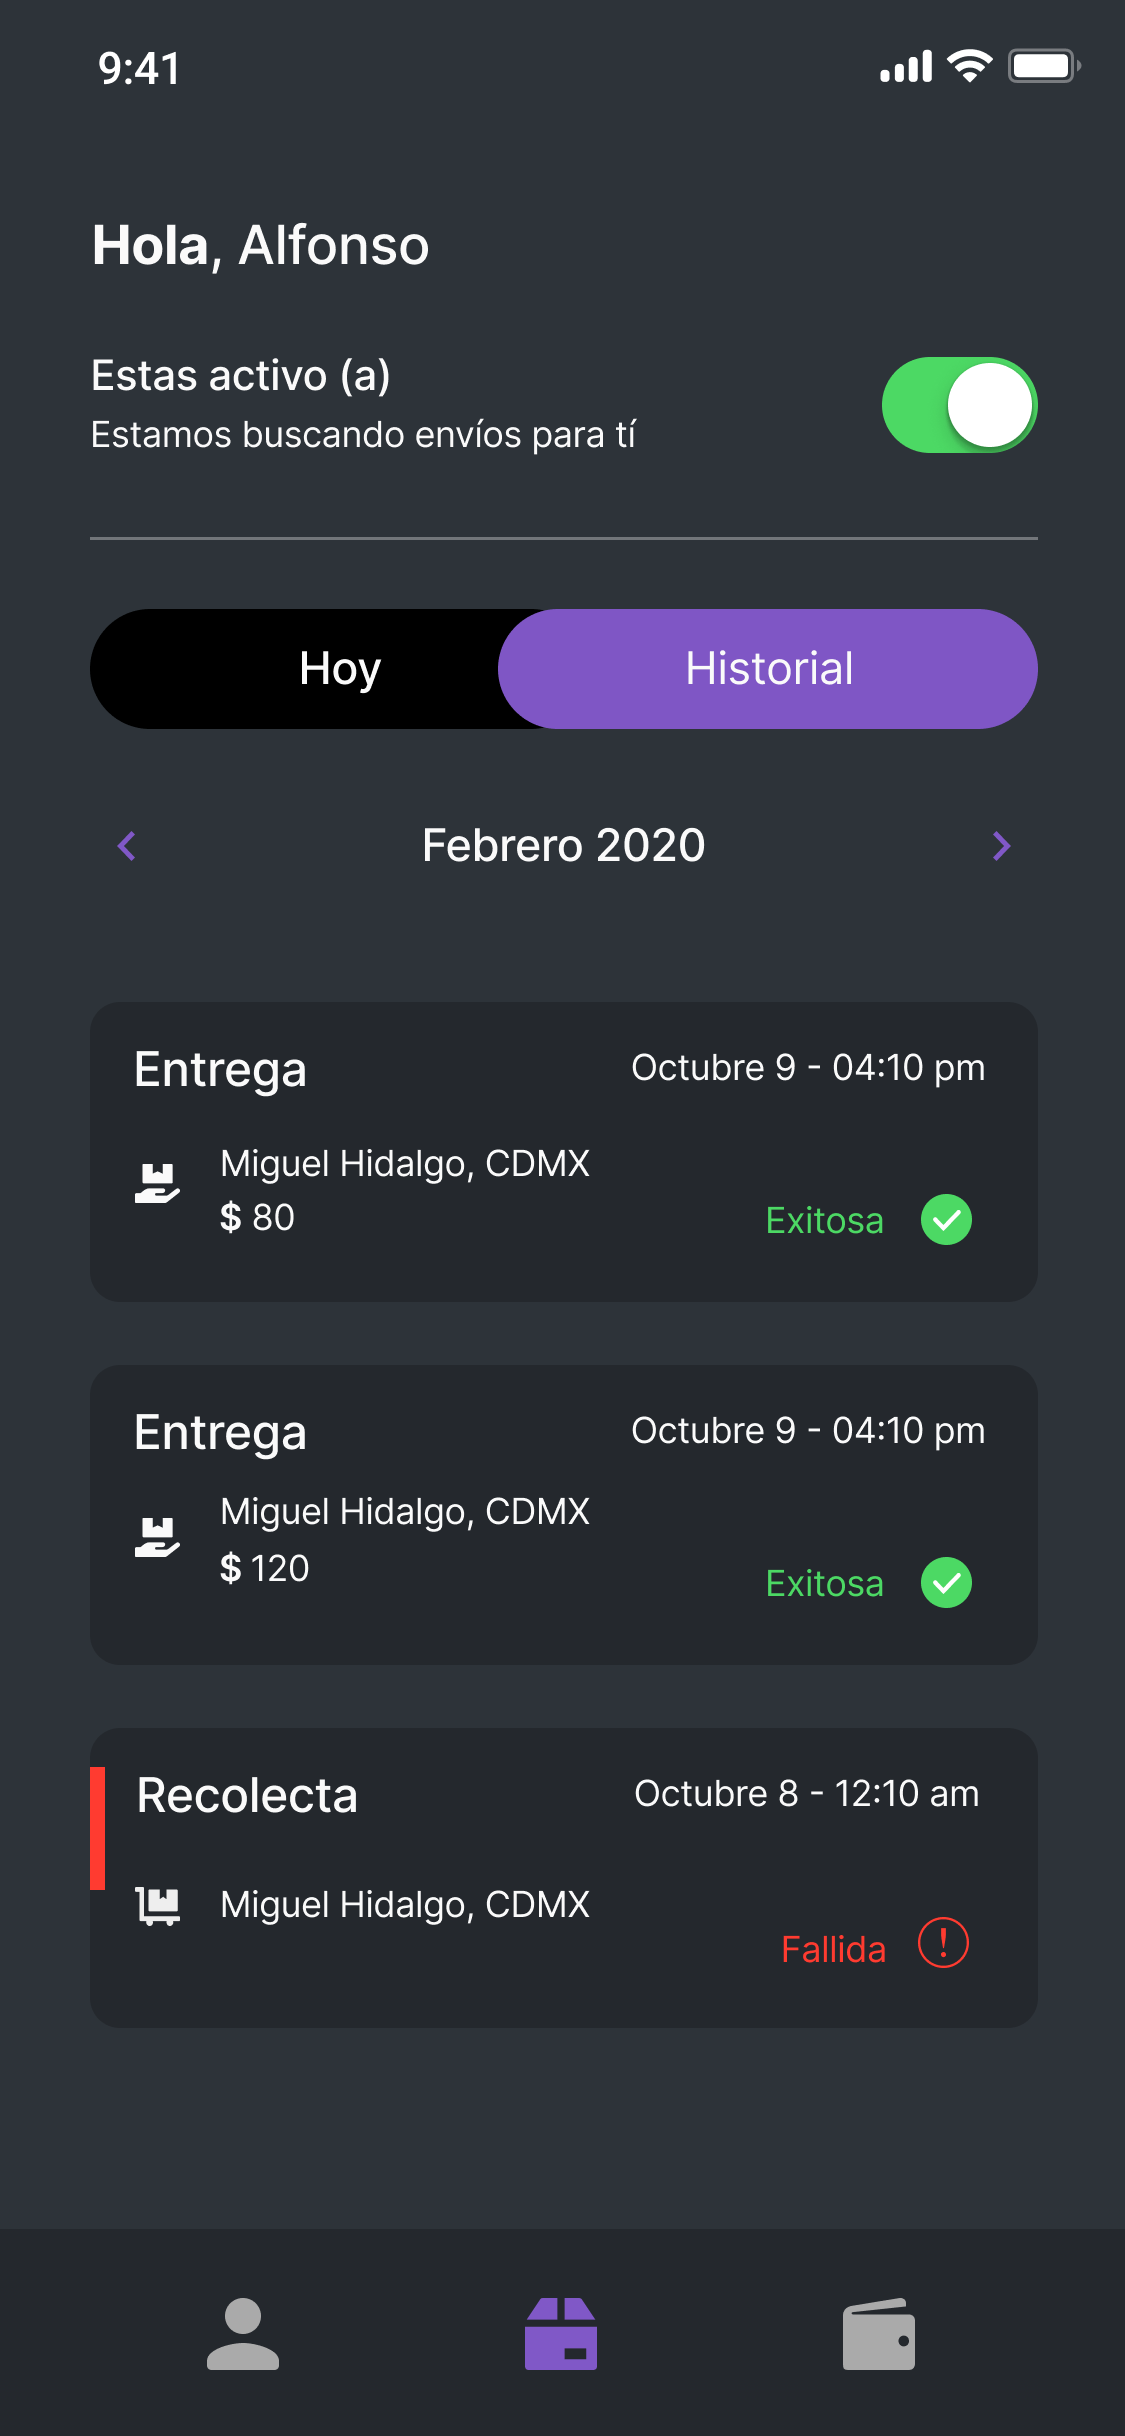 9:41
Hola, Alfonso
Estas activo (a)
Estamos buscando envíos para tí
Hoy
Historial
Febrero 2020
Entrega
Octubre 9 - 04:10 pm
Miguel Hidalgo, CDMX
$ 80
Exitosa
Entrega
Octubre 9 - 04:10 pm
Miguel Hidalgo, CDMX
$ 120
Exitosa
Recolecta
Octubre 8 - 12:10 am
Miguel Hidalgo, CDMX
Fallida